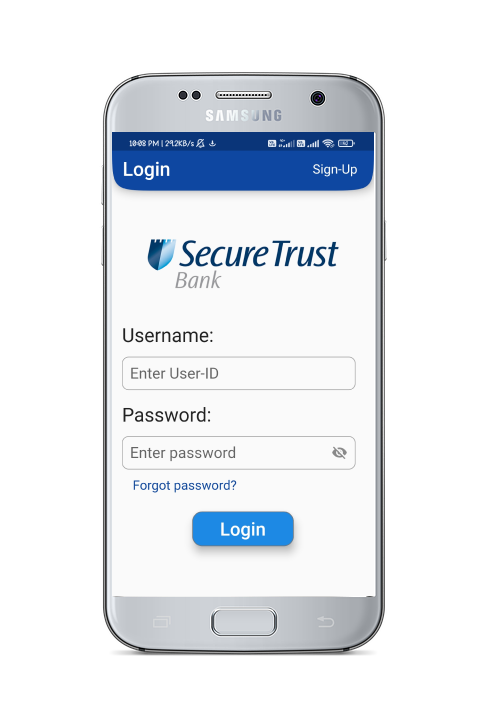 SAMSUNG
10:08 PM | 29.2KB/s
Login
Sign-Up
Secure Trust
Bank
Username:
Enter User-ID
Password:
Enter password
Forgot password?
Login